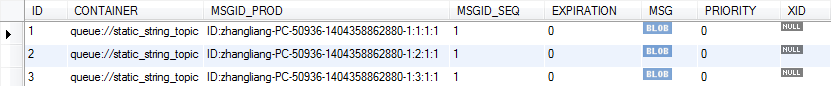 ID CONTAINER MSGID_PROD MSGID_SEQ EXPIRATION MSG PRIORITY XID
1 queue://static_string_topic ID:zhangliang-PC-50936-1404358862880-1:1:1:1 1 0 BLOB 0 NULL
2 queue://static_string_topic ID:zhangliang-PC-50936-1404358862880-1:2:1:1 1 0 BLOB 0 NULL
3 queue://static_string_topic ID:zhangliang-PC-50936-1404358862880-1:3:1:1 1 0 BLOB 0 NULL